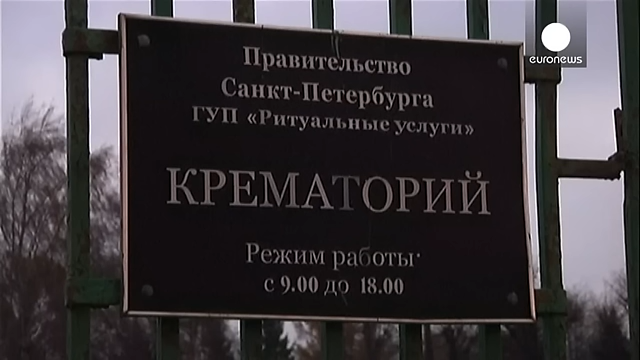 euronews
Правительство
Санкт-Петербурга
ГУП «Ритуальные услуги»
КРЕМАТОРИЙ
Режим работы:
с 9.00 до 18.00